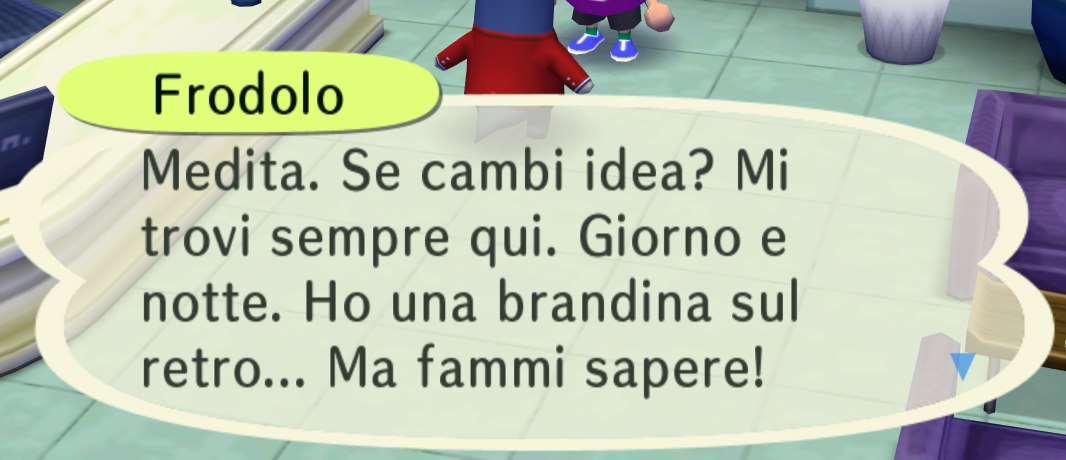 Frodolo
Medita. Se cambi idea? Mi
trovi sempre qui. Giorno e
notte. Ho una brandina sul
retro... Ma fammi sapere!